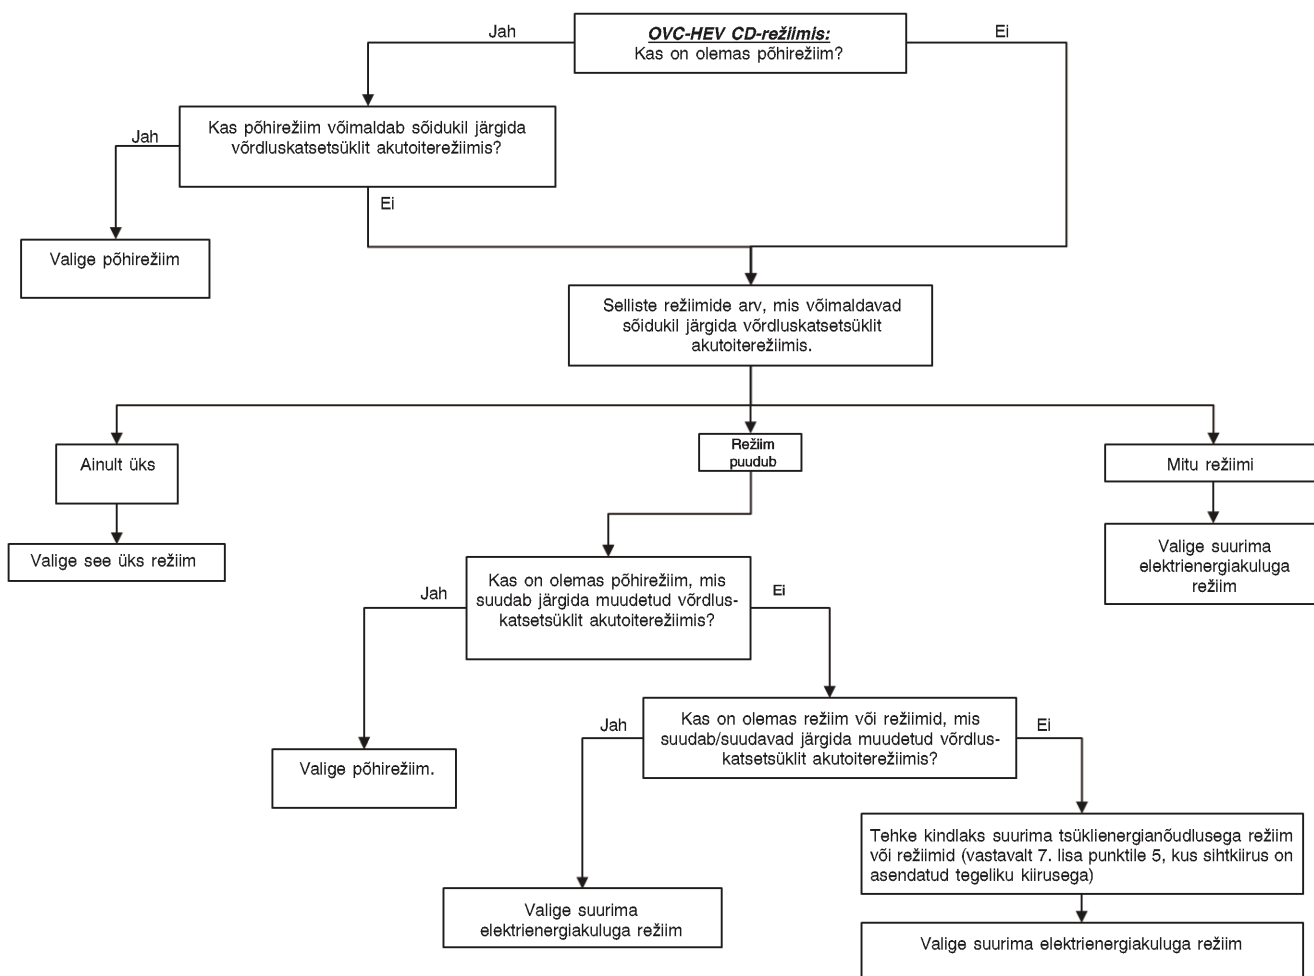 Jah
OVC-HEV CD-režiimis:
Kas on olemas põhirežiim?
Ei
Kas põhirežiim võimaldab sõidukil järgida
võrdluskatsetsüklit akutoiterežiimis?
Jah
Ei
Valige põhirežiim
Selliste režiimide arv, mis võimaldavad
sõidukil järgida võrdluskatsetsüklit
akutoiterežiimis.
Ainult üks
Režiim
puudub
Mitu režiimi
Valige see üks režiim
Valige suurima
elektrienergiakuluga
režiim
Kas on olemas põhirežiim, mis
suudab järgida muudetud võrdlus-
katsetsüklit akutoiterežiimis?
Jah
Ei
Valige põhirežiim.
Kas on olemas režiim või režiimid, mis
suudab/suudavad järgida muudetud võrdlus-
katsetsüklit akutoiterežiimis?
Jah
Ei
Tehke kindlaks suurima tsüklienergianõudlusega režiim
või režiimid (vastavalt 7. lisa punktile 5, kus sihtkiirus on
asendatud tegeliku kiirusega)
Valige suurima
elektrienergiakuluga režiim
Valige suurima elektrienergiakuluga režiim